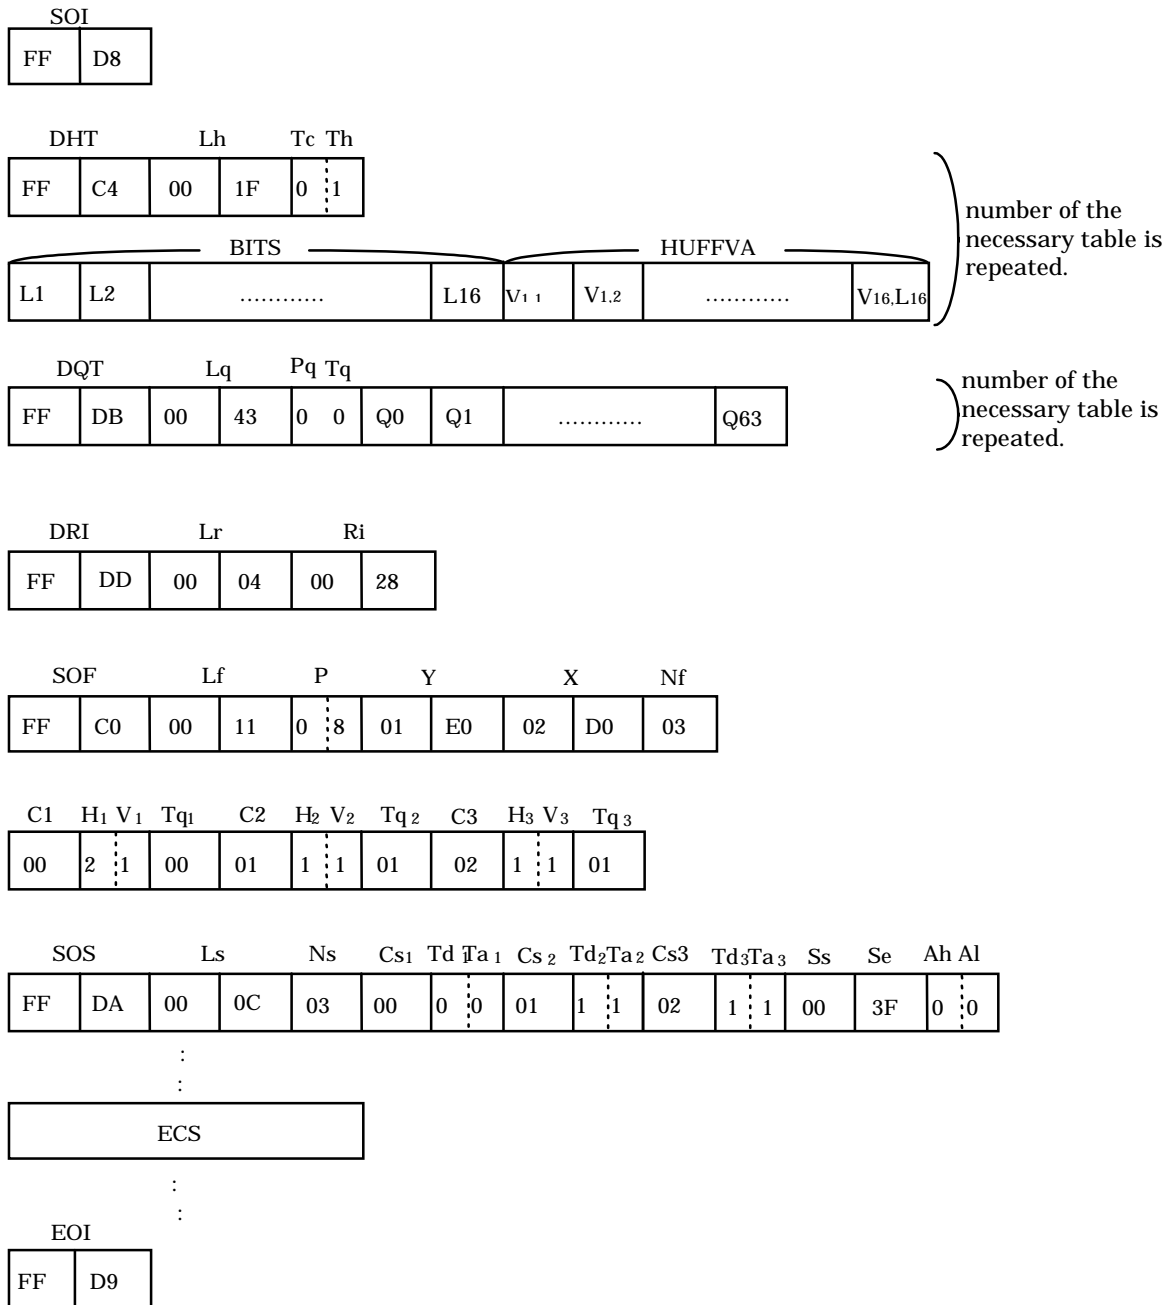 SOI
FF D8
DHT Lh Tc Th
FF C4 00 1F 0 1
number of the
necessary table is
repeated.
BITS HUFFVA
L1 L2 ............ L16 V1 1 V1,2 ............ V16,L16
DQT Lq Pq Tq
FF DB 00 43 0 0 Q0 Q1 ............ Q63
number of the
necessary table is
repeated.
DRI Lr Ri
FF DD 00 04 00 28
SOF Lf P Y X Nf
FF C0 00 11 0 8 01 E0 02 D0 03
C1 H1 V1 Tq1 C2 H2 V2 Tq2 C3 H3 V3 Tq3
00 2 1 00 01 1 1 01 02 1 1 01
SOS Ls Ns Cs1 Td1Ta1 Cs2 Td2Ta2 Cs3 Td3Ta3 Ss Se Ah Al
FF DA 00 0C 03 00 0 0 01 1 1 02 1 1 00 3F 0 0
:
:
ECS
:
:
EOI
FF D9